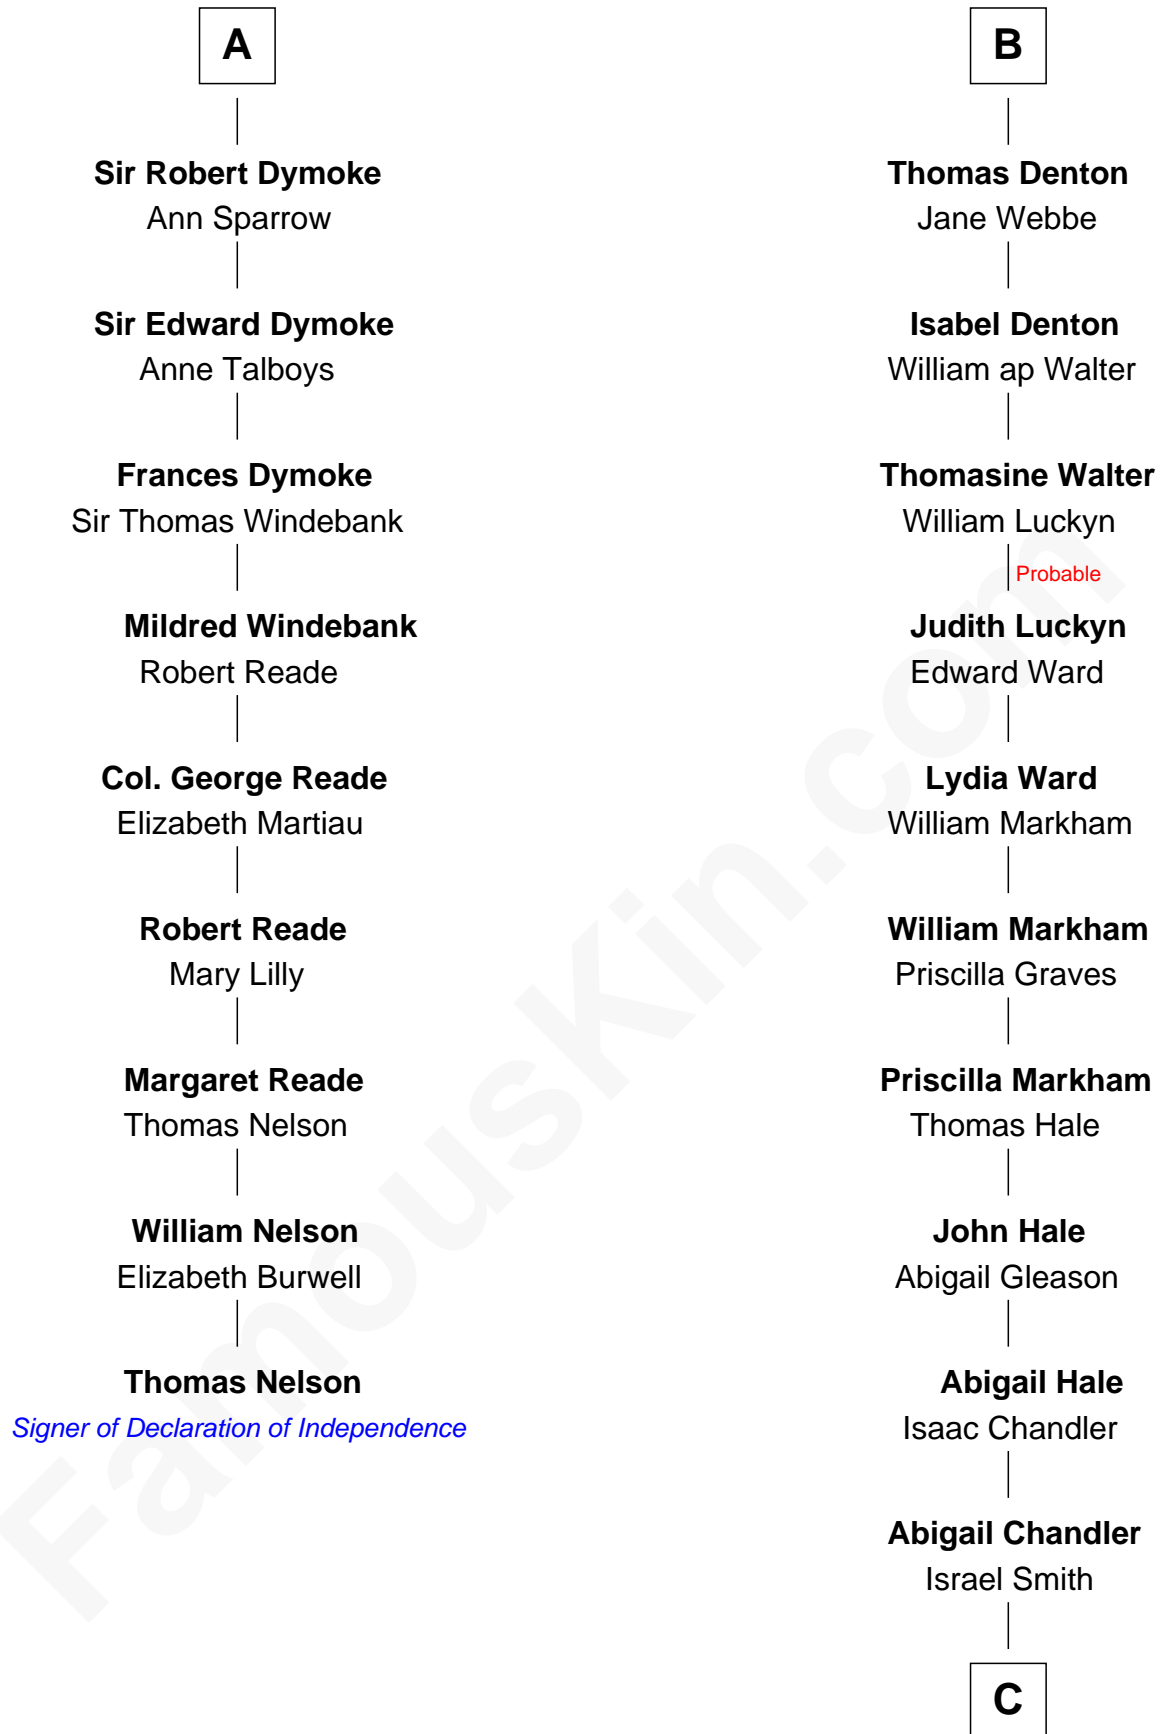 A
Sir Robert Dymoke
Ann Sparrow
Sir Edward Dymoke
Anne Talboys
Frances Dymoke
Sir Thomas Windebank
Mildred Windebank
Robert Reade
Col. George Reade
Elizabeth Martiau
Robert Reade
Mary Lilly
Margaret Reade
Thomas Nelson
William Nelson
Elizabeth Burwell
Thomas Nelson
Signer of Declaration of Independence
B
Thomas Denton
Jane Webbe
Isabel Denton
William ap Walter
Thomasine Walter
William Luckyn
Probable
Judith Luckyn
Edward Ward
Lydia Ward
William Markham
William Markham
Priscilla Graves
Priscilla Markham
Thomas Hale
John Hale
Abigail Gleason
Abigail Hale
Isaac Chandler
Abigail Chandler
Israel Smith
C
FamousKin.com